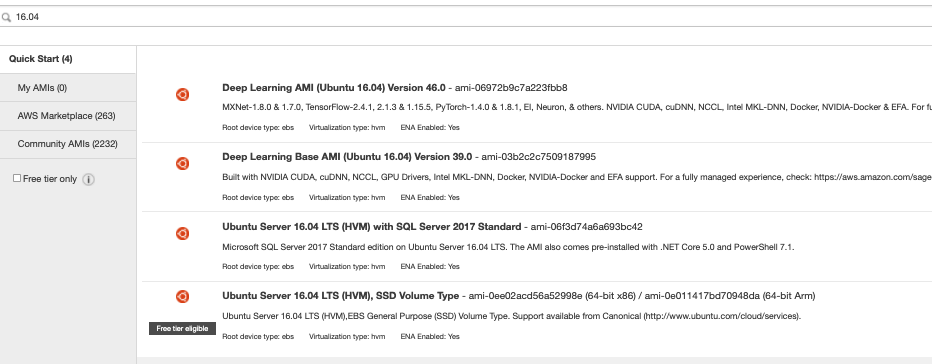 16.04
Quick Start (4)
My AMIs (0)
AWS Marketplace (263)
Community AMIs (2232)
Free tier only
Deep Learning AMI (Ubuntu 16.04) Version 46.0 - ami-06972b9c7a223fbb8
MXNet-1.8.0 & 1.7.0, TensorFlow-2.4.1, 2.1.3 & 1.15.5, PyTorch-1.4.0 & 1.8.1, EI, Neuron, & others. NVIDIA CUDA, cuDNN, NCCL, Intel MKL-DNN, Docker, NVIDIA-Docker & EFA. For fu
Root device type: ebs Virtualization type: hvm ENA Enabled: Yes
Deep Learning Base AMI (Ubuntu 16.04) Version 39.0 - ami-03b2c2c7509187995
Built with NVIDIA CUDA, cuDNN, NCCL, GPU Drivers, Intel MKL-DNN, Docker, NVIDIA-Docker and EFA support. For a fully managed experience, check: https://aws.amazon.com/sage
Root device type: ebs Virtualization type: hvm ENA Enabled: Yes
Ubuntu Server 16.04 LTS (HVM) with SQL Server 2017 Standard - ami-06f3d74a6a693bc42
Microsoft SQL Server 2017 Standard edition on Ubuntu Server 16.04 LTS. The AMI also comes pre-installed with .NET Core 5.0 and PowerShell 7.1.
Root device type: ebs Virtualization type: hvm ENA Enabled: Yes
Ubuntu Server 16.04 LTS (HVM), SSD Volume Type - ami-0ee02acd56a52998e (64-bit x86) / ami-0e011417bd70948da (64-bit Arm)
Ubuntu Server 16.04 LTS (HVM),EBS General Purpose (SSD) Volume Type. Support available from Canonical (http://www.ubuntu.com/cloud/services).
Free tier eligible
Root device type: ebs Virtualization type: hvm ENA Enabled: Yes